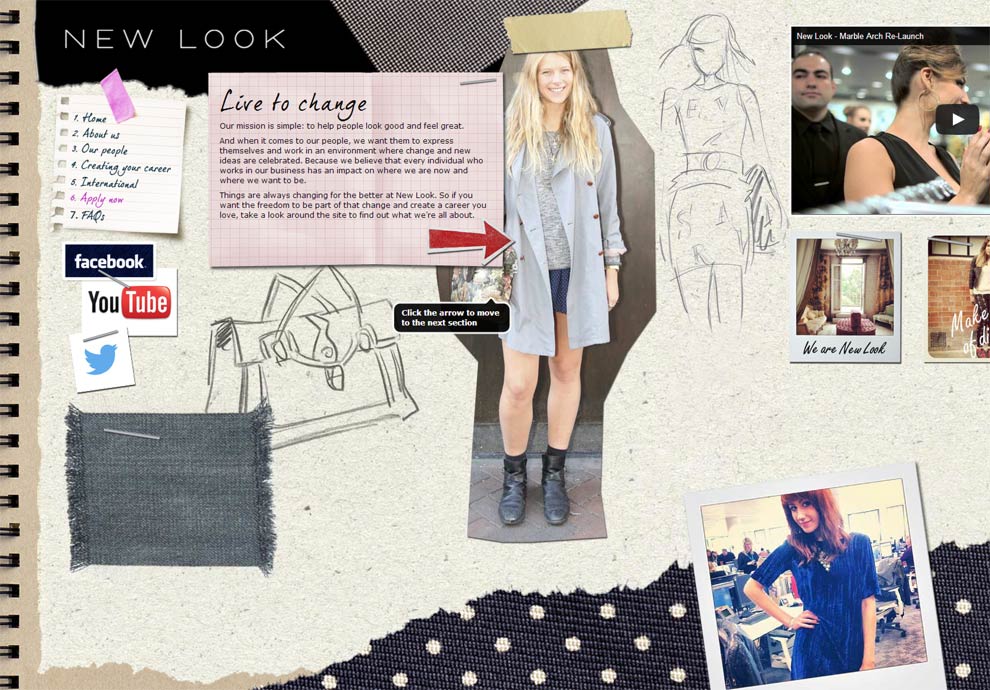 NEW LOOK
1. Home
2. About us
3. Our people
4. Creating your career
5. International
6. Apply now
7. FAQs
Live to change
Our mission is simple: to help people look good and feel great.
And when it comes to our people, we want them to express
themselves and work in an environment where change and new
ideas are celebrated. Because we believe that every individual who
works in our business has an impact on where we are now and
where we want to be.
Things are always changing for the better at New Look. So if you
want the freedom to be part of that change and create a career you
love, take a look around the site to find out what we're all about.
facebook.
YouTube
Click the arrow to move
to the next section
New Look - Marble Arch Re-Launch
We are New Look
Make
of di